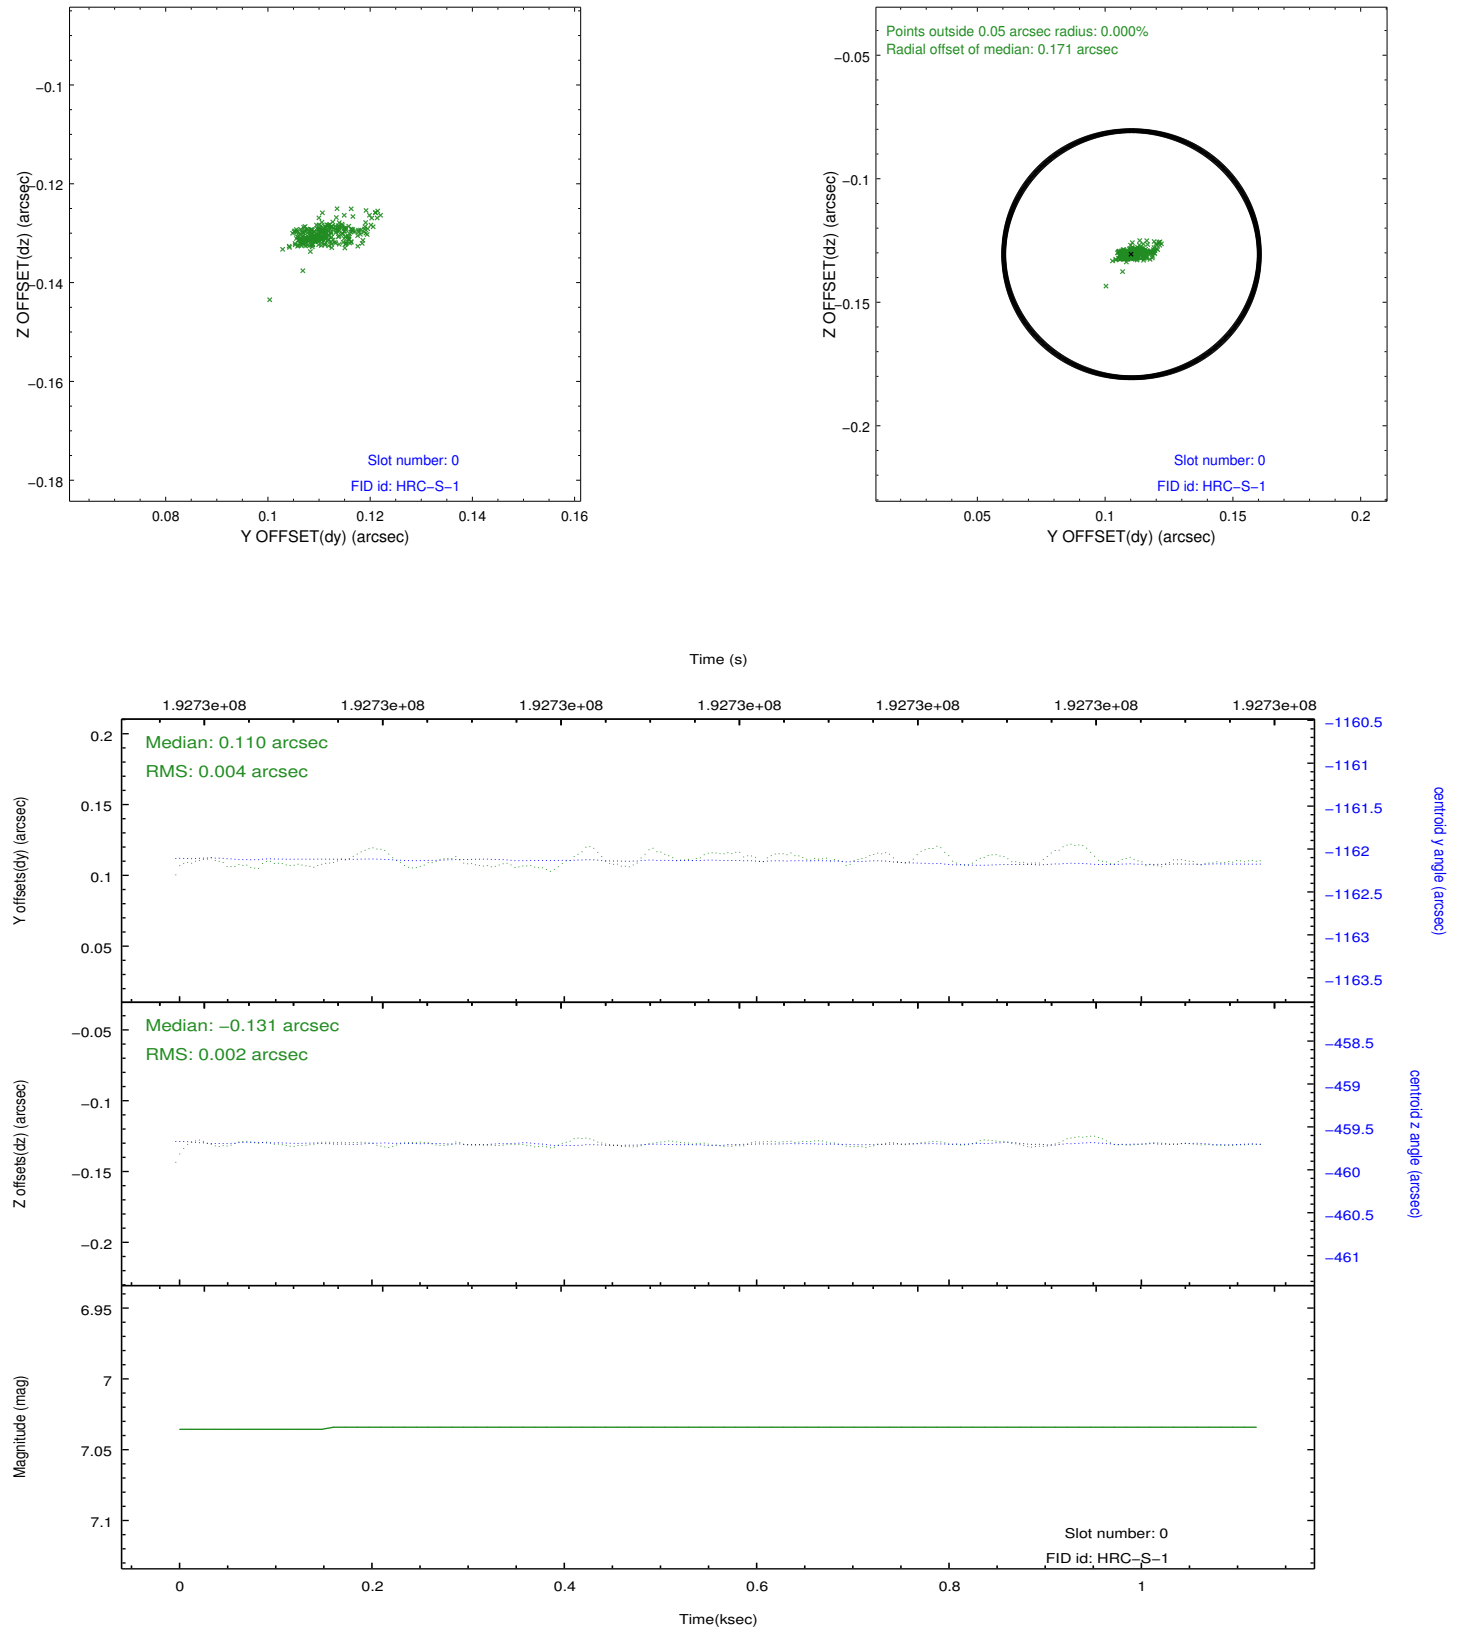 −0.1
−0.12
−0.14
−0.16
−0.18
Z OFFSET(dz) (arcsec)
0.08 0.1 0.12 0.14 0.16
Y OFFSET(dy) (arcsec)
Slot number: 0
FID id: HRC−S−1
Points outside 0.05 arcsec radius: 0.000%
Radial offset of median: 0.171 arcsec
−0.05
−0.1
−0.15
−0.2
Z OFFSET(dz) (arcsec)
0.05 0.1 0.15 0.2
Y OFFSET(dy) (arcsec)
Slot number: 0
FID id: HRC−S−1
Time (s)
1.9273e+08 1.9273e+08 1.9273e+08 1.9273e+08 1.9273e+08 1.9273e+08 1.9273e+08
Median: 0.110 arcsec
RMS: 0.004 arcsec
0.2
0.15
0.1
0.05
Y offsets(dy) (arcsec)
−1160.5
−1161
−1161.5
−1162
−1162.5
−1163
−1163.5
centroid y angle (arcsec)
Median: −0.131 arcsec
RMS: 0.002 arcsec
−0.05
−0.1
−0.15
−0.2
Z offsets(dz) (arcsec)
−458.5
−459
−459.5
−460
−460.5
−461
centroid z angle (arcsec)
6.95
7
7.05
7.1
Magnitude (mag)
Slot number: 0
FID id: HRC−S−1
0 0.2 0.4 0.6 0.8 1
Time(ksec)